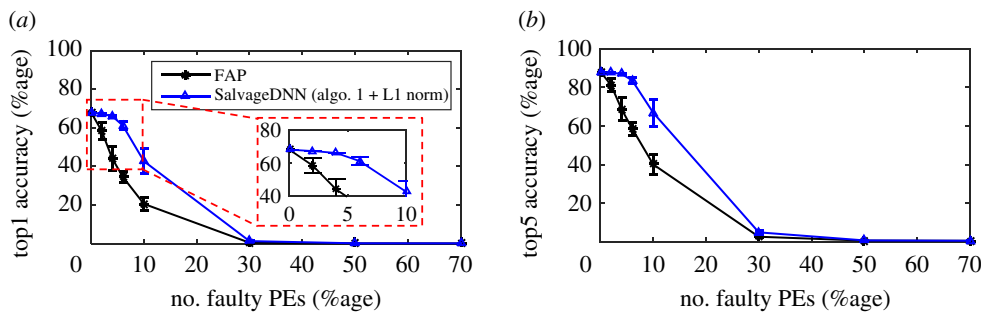 (a)
top1 accuracy (%age)
100
80
60
40
20
0 10 20 30 40 50 60 70
no. faulty PEs (%age)
FAP
SalvageDNN (algo. 1 + L1 norm)
80
60
40
0 5 10
(b)
top5 accuracy (%age)
100
80
60
40
20
0 10 20 30 40 50 60 70
no. faulty PEs (%age)